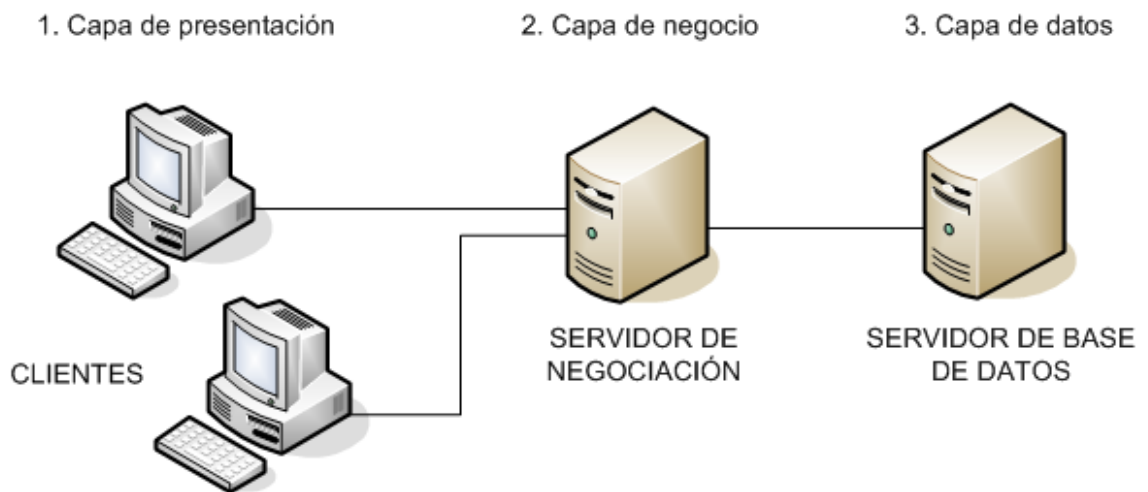 1. Capa de presentación
2. Capa de negocio
3. Capa de datos
CLIENTES
SERVIDOR DE
NEGOCIACIÓN
SERVIDOR DE BASE
DE DATOS